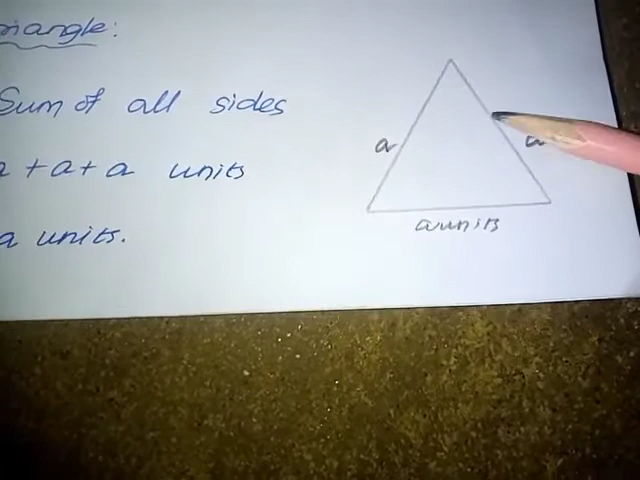 riangle:
Sum of all sides
a + a + a units
a units.
a
a
a units